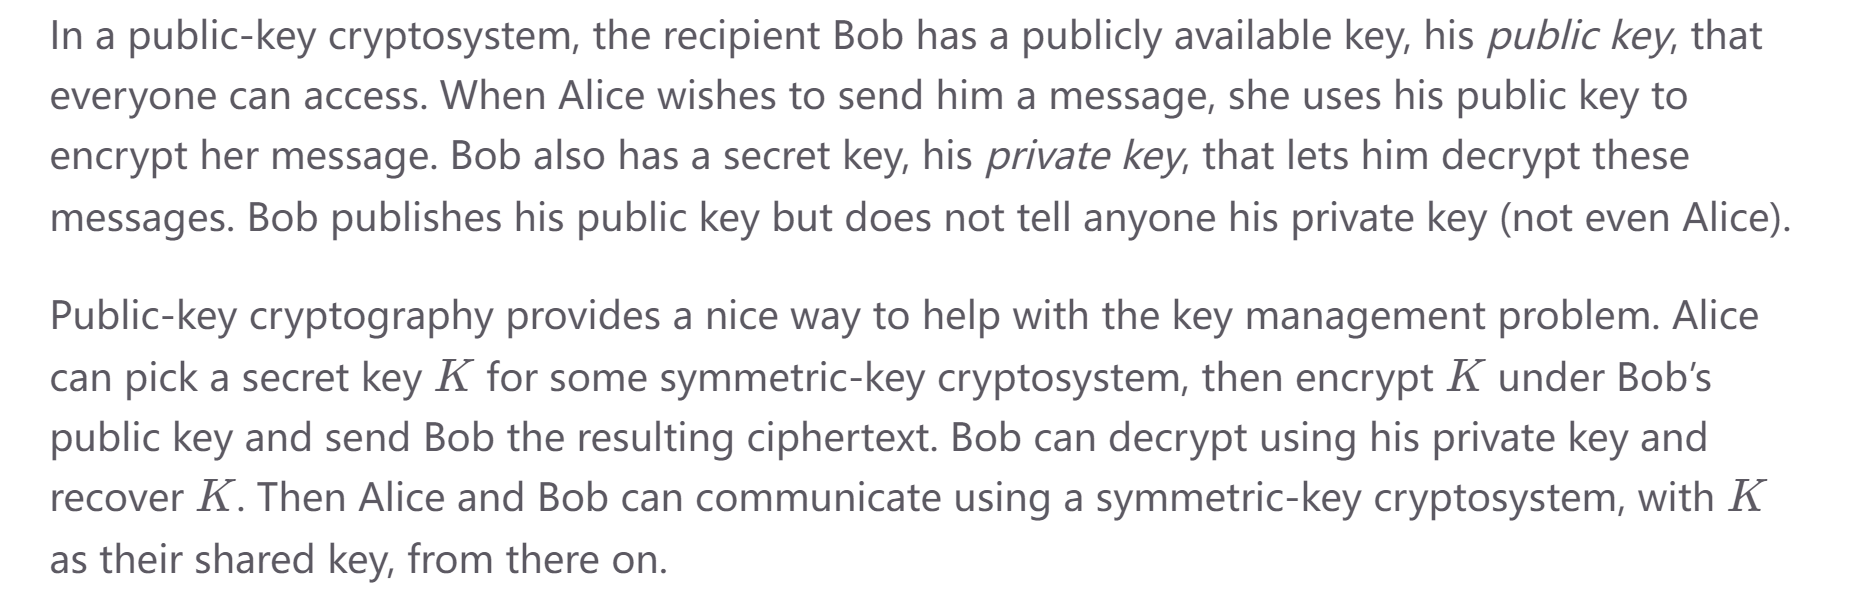 In a public-key cryptosystem, the recipient Bob has a publicly available key, his public key, that
everyone can access. When Alice wishes to send him a message, she uses his public key to
encrypt her message. Bob also has a secret key, his private key, that lets him decrypt these
messages. Bob publishes his public key but does not tell anyone his private key (not even Alice).
Public-key cryptography provides a nice way to help with the key management problem. Alice
can pick a secret key K for some symmetric-key cryptosystem, then encrypt K under Bob’s
public key and send Bob the resulting ciphertext. Bob can decrypt using his private key and
recover K. Then Alice and Bob can communicate using a symmetric-key cryptosystem, with K
as their shared key, from there on.